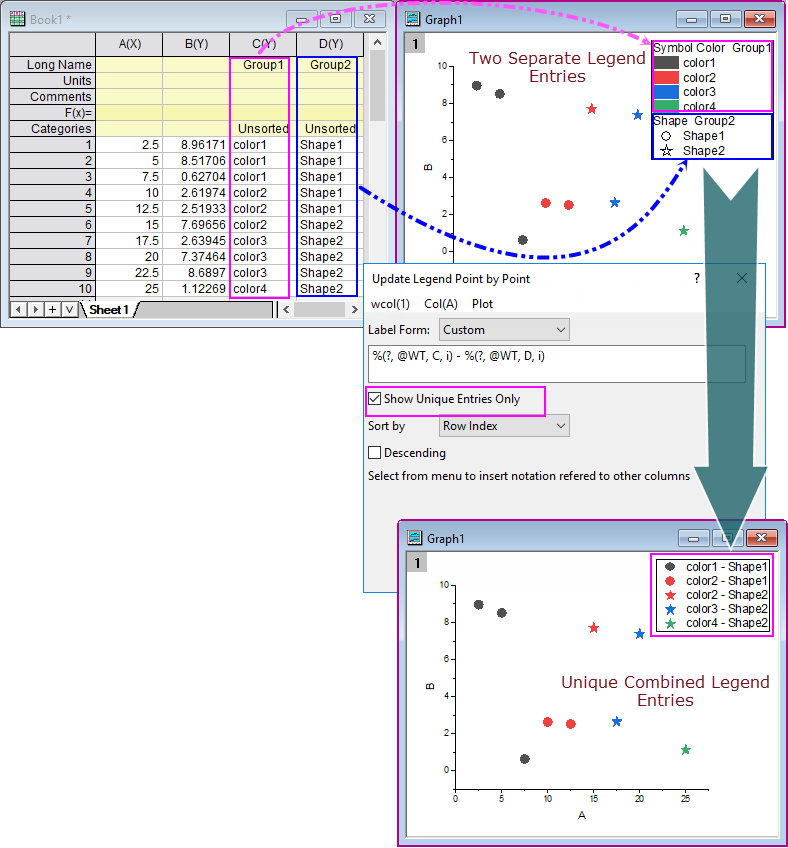 Book1 *
A(X) B(Y) C(Y) D(Y)
Long Name Group1 Group2
Units
Comments
F(x)=
Categories Unsorted Unsorted
1 2.5 8.96171 color1 Shape1
2 5 8.51706 color1 Shape1
3 7.5 0.62704 color1 Shape1
4 10 2.61974 color2 Shape1
5 12.5 2.51933 color2 Shape1
6 15 7.69656 color2 Shape2
7 17.5 2.63945 color3 Shape2
8 20 7.37464 color3 Shape2
9 22.5 8.6897 color3 Shape2
10 25 1.12269 color4 Shape2
Sheet1
Graph1
1
Two Separate Legend
Entries
Symbol Color Group1
color1
color2
color3
color4
Shape Group2
Shape1
Shape2
10
8
6
4
2
0
B
Update Legend Point by Point
?
wcol(1) Col(A) Plot
Label Form: Custom
%(?, @WT, C, i) - %(?, @WT, D, i)
Show Unique Entries Only
Sort by Row Index
Descending
Select from menu to insert notation refered to other columns
Graph1
1
color1 - Shape1
color2 - Shape1
color2 - Shape2
color3 - Shape2
color4 - Shape2
Unique Combined Legend
Entries
10
8
6
4
2
0
B
0 5 10 15 20 25
A